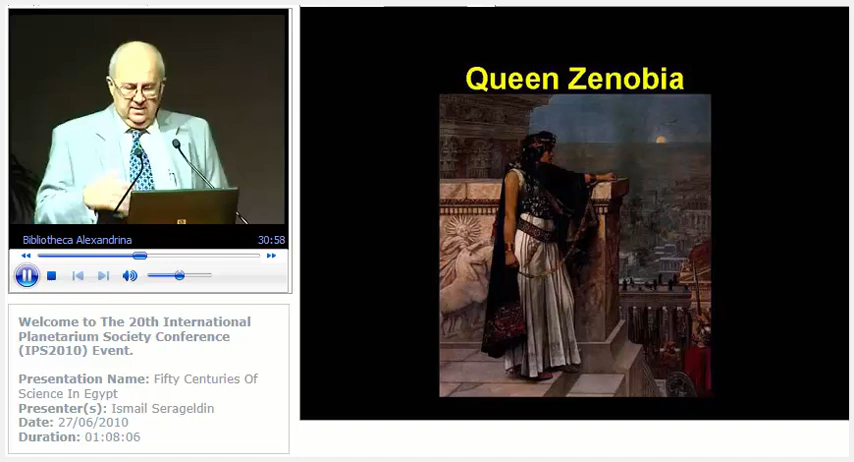 Queen Zenobia
Bibliotheca Alexandrina 30:58
Welcome to The 20th International
Planetarium Society Conference
(IPS2010) Event.
Presentation Name: Fifty Centuries Of
Science In Egypt
Presenter(s): Ismail Serageldin
Date: 27/06/2010
Duration: 01:08:06